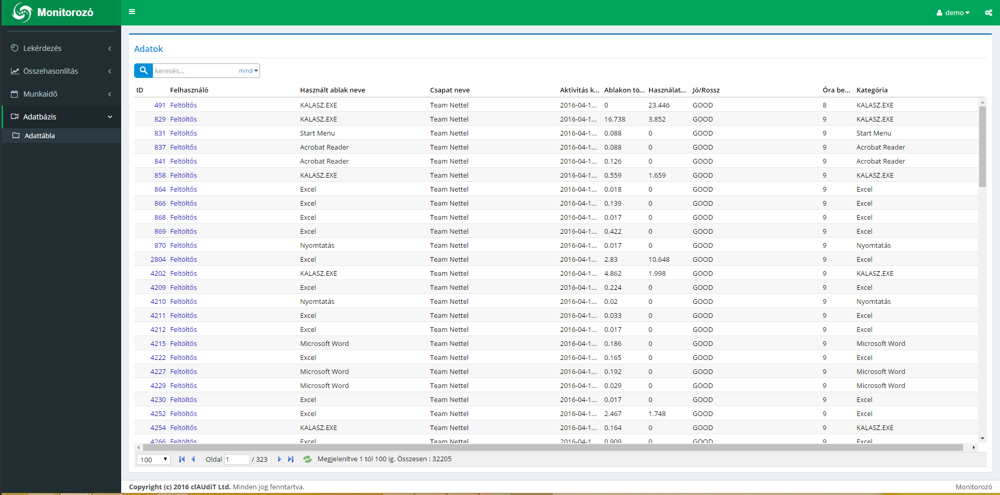 Monitorozó
demo
Lekérdezés
Összehasonlítás
Munkaidő
Adatbázis
Adattábla
Adatok
keresés... mind
ID Felhasználó Használt ablak neve Csapat neve Aktivitás k... Ablakon tö... Használat... Jó/Rossz Óra be... Kategória
491 Feltöltős KALASZ.EXE Team Nettel 2016-04-1... 0 23.446 GOOD 8 KALASZ.EXE
829 Feltöltős KALASZ.EXE Team Nettel 2016-04-1... 16.738 3.852 GOOD 9 KALASZ.EXE
831 Feltöltős Start Menu Team Nettel 2016-04-1... 0.088 0 GOOD 9 Start Menu
837 Feltöltős Acrobat Reader Team Nettel 2016-04-1... 0.088 0 GOOD 9 Acrobat Reader
841 Feltöltős Acrobat Reader Team Nettel 2016-04-1... 0.126 0 GOOD 9 Acrobat Reader
858 Feltöltős KALASZ.EXE Team Nettel 2016-04-1... 0.559 1.659 GOOD 9 KALASZ.EXE
864 Feltöltős Excel Team Nettel 2016-04-1... 0.018 0 GOOD 9 Excel
866 Feltöltős Excel Team Nettel 2016-04-1... 0.139 0 GOOD 9 Excel
868 Feltöltős Excel Team Nettel 2016-04-1... 0.017 0 GOOD 9 Excel
869 Feltöltős Excel Team Nettel 2016-04-1... 0.422 0 GOOD 9 Excel
870 Feltöltős Nyomtatás Team Nettel 2016-04-1... 0.017 0 GOOD 9 Nyomtatás
2804 Feltöltős Excel Team Nettel 2016-04-1... 2.83 10.648 GOOD 9 Excel
4202 Feltöltős KALASZ.EXE Team Nettel 2016-04-1... 4.862 1.998 GOOD 9 KALASZ.EXE
4209 Feltöltős Excel Team Nettel 2016-04-1... 0.224 0 GOOD 9 Excel
4210 Feltöltős Nyomtatás Team Nettel 2016-04-1... 0.02 0 GOOD 9 Nyomtatás
4211 Feltöltős Excel Team Nettel 2016-04-1... 0.033 0 GOOD 9 Excel
4212 Feltöltős Excel Team Nettel 2016-04-1... 0.017 0 GOOD 9 Excel
4215 Feltöltős Microsoft Word Team Nettel 2016-04-1... 0.186 0 GOOD 9 Microsoft Word
4222 Feltöltős Excel Team Nettel 2016-04-1... 0.165 0 GOOD 9 Excel
4227 Feltöltős Microsoft Word Team Nettel 2016-04-1... 0.192 0 GOOD 9 Microsoft Word
4229 Feltöltős Microsoft Word Team Nettel 2016-04-1... 0.029 0 GOOD 9 Microsoft Word
4230 Feltöltős Excel Team Nettel 2016-04-1... 0.017 0 GOOD 9 Excel
4252 Feltöltős Excel Team Nettel 2016-04-1... 2.467 1.748 GOOD 9 Excel
4254 Feltöltős KALASZ.EXE Team Nettel 2016-04-1... 0.164 0 GOOD 9 KALASZ.EXE
4266 Feltöltős Excel Team Nettel 2016-04-1... 0.909 0 GOOD 9 Excel
100 Oldal 1 / 323 Megjelenítve 1 tól 100 ig. Összesen : 32205
Copyright (c) 2016 clAUdiT Ltd. Minden jog fenntartva. Monitorozó